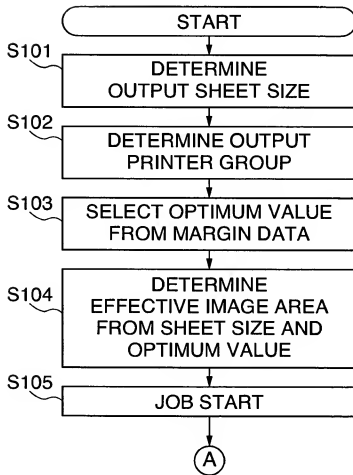 START
S101
DETERMINE
OUTPUT SHEET SIZE
S102
DETERMINE OUTPUT
PRINTER GROUP
S103
SELECT OPTIMUM VALUE
FROM MARGIN DATA
S104
DETERMINE
EFFECTIVE IMAGE AREA
FROM SHEET SIZE AND
OPTIMUM VALUE
S105
JOB START
A